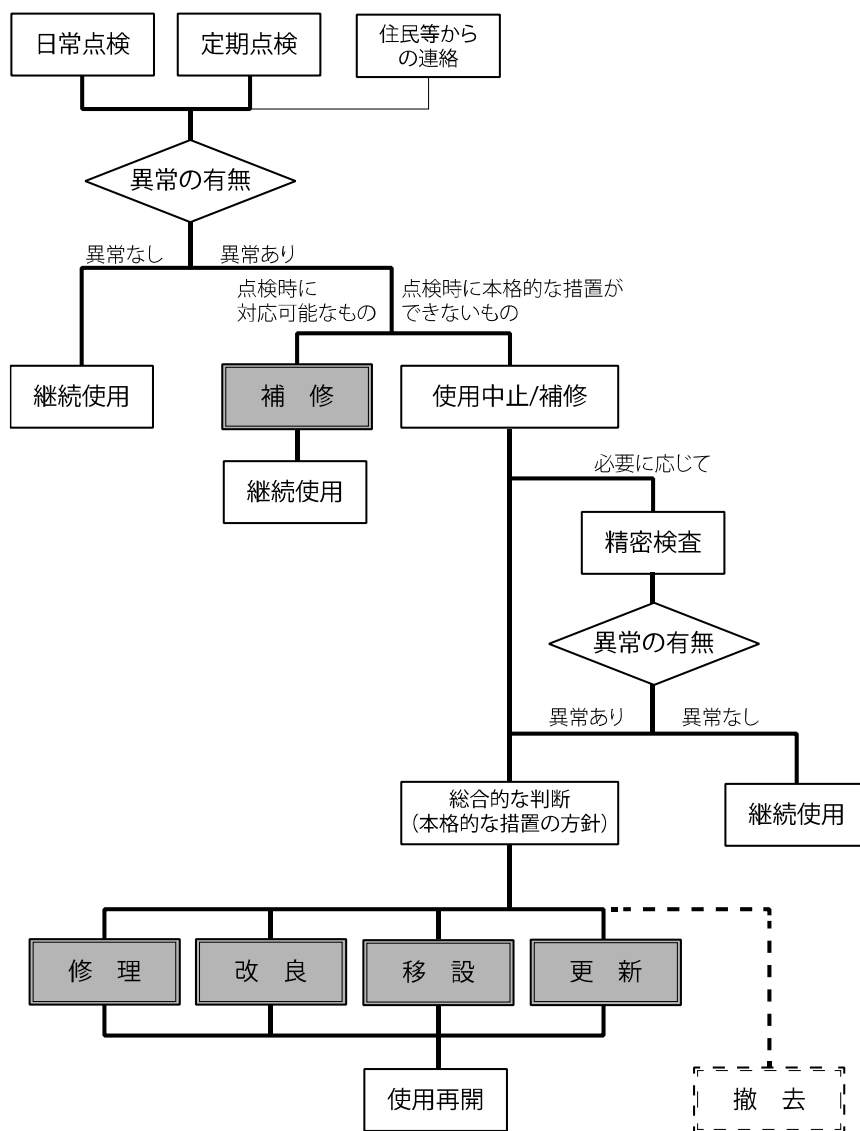 日常点検
定期点検
住民等から
の連絡
異常の有無
異常なし
異常あり
点検時に
対応可能なもの
点検時に本格的な措置が
できないもの
継続使用
補 修
使用中止/補修
継続使用
必要に応じて
精密検査
異常の有無
異常あり
異常なし
総合的な判断
(本格的な措置の方針)
継続使用
修 理
改 良
移 設
更 新
使用再開
撤 去